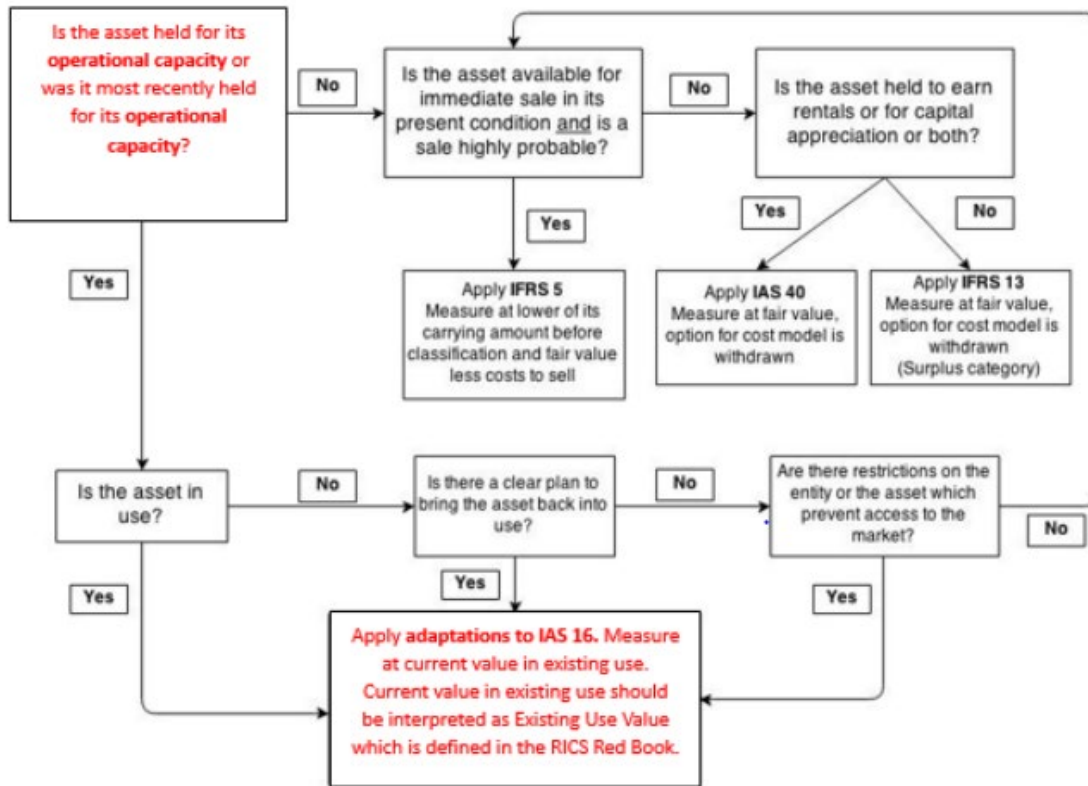 Is the asset held for its
operational capacity or
was it most recently held
for its operational
capacity?
No
Is the asset available for
immediate sale in its
present condition and is a
sale highly probable?
No
Is the asset held to earn
rentals or for capital
appreciation or both?
Yes
Yes
Yes
No
Apply IFRS 5
Measure at lower of its
carrying amount before
classification and fair value
less costs to sell
Apply IAS 40
Measure at fair value,
option for cost model is
withdrawn
Apply IFRS 13
Measure at fair value,
option for cost model is
withdrawn
(Surplus category)
Is the asset in
use?
No
Is there a clear plan to
bring the asset back into
use?
No
Are there restrictions on the
entity or the asset which
prevent access to the
market?
No
Yes
Yes
Yes
Apply adaptations to IAS 16. Measure
at current value in existing use.
Current value in existing use should
be interpreted as Existing Use Value
which is defined in the RICS Red Book.